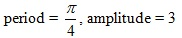 period = π/4, amplitude = 3